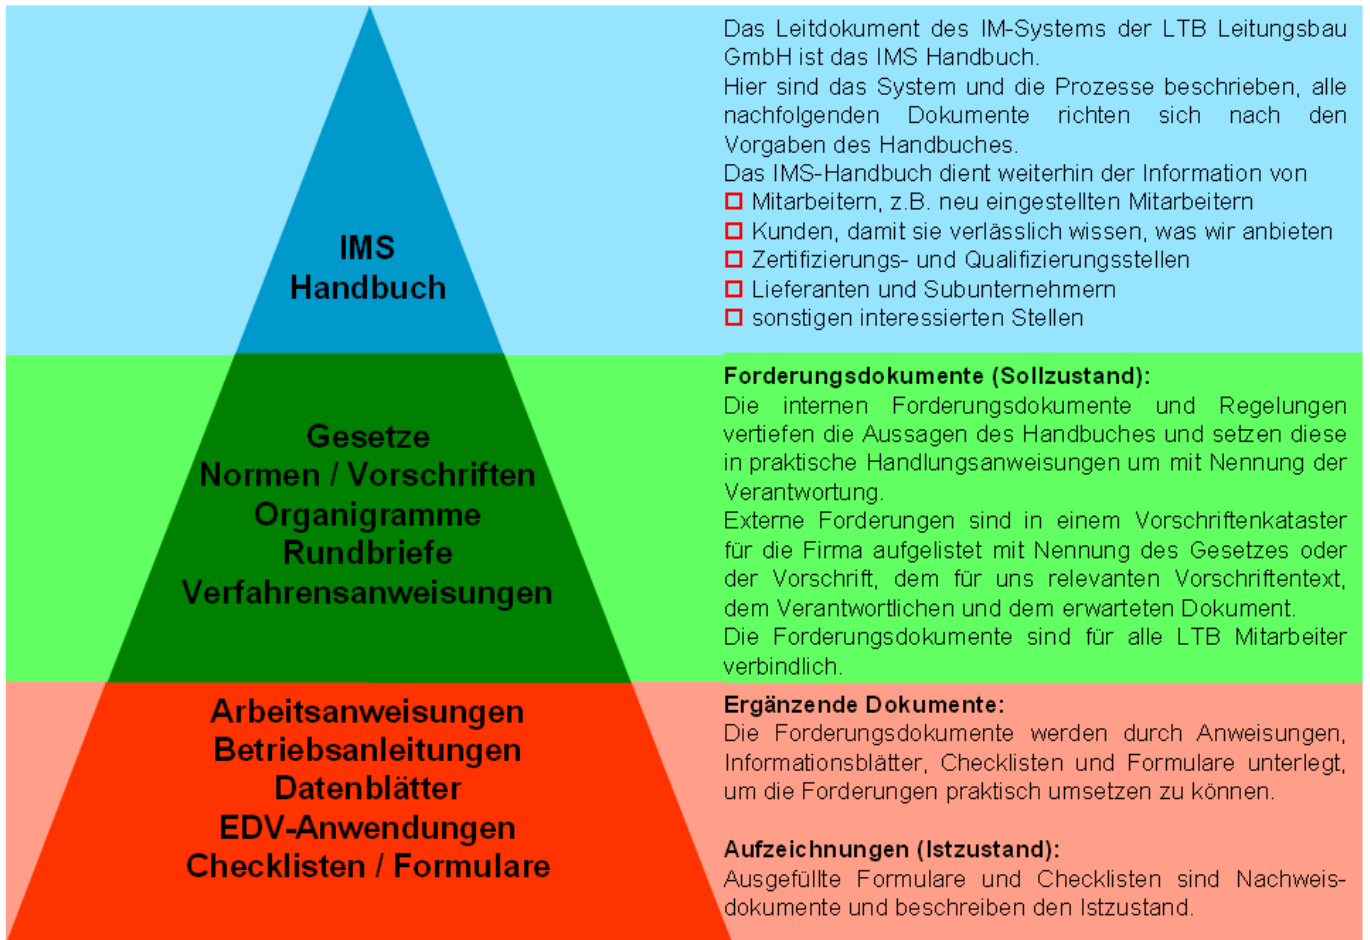 IMS
Handbuch
Das Leitdokument des IM-Systems der LTB Leitungsbau
GmbH ist das IMS Handbuch.
Hier sind das System und die Prozesse beschrieben, alle
nachfolgenden Dokumente richten sich nach den
Vorgaben des Handbuches.
Das IMS-Handbuch dient weiterhin der Information von
Mitarbeitern, z.B. neu eingestellten Mitarbeitern
Kunden, damit sie verlässlich wissen, was wir anbieten
Zertifizierungs- und Qualifizierungsstellen
Lieferanten und Subunternehmern
sonstigen interessierten Stellen
Gesetze
Normen / Vorschriften
Organigramme
Rundbriefe
Verfahrensanweisungen
Forderungsdokumente (Sollzustand):
Die internen Forderungsdokumente und Regelungen
vertiefen die Aussagen des Handbuches und setzen diese
in praktische Handlungsanweisungen um mit Nennung der
Verantwortung.
Externe Forderungen sind in einem Vorschriftenkataster
für die Firma aufgelistet mit Nennung des Gesetzes oder
der Vorschrift, dem für uns relevanten Vorschriftentext,
dem Verantwortlichen und dem erwarteten Dokument.
Die Forderungsdokumente sind für alle LTB Mitarbeiter
verbindlich.
Arbeitsanweisungen
Betriebsanleitungen
Datenblätter
EDV-Anwendungen
Checklisten / Formulare
Ergänzende Dokumente:
Die Forderungsdokumente werden durch Anweisungen,
Informationsblätter, Checklisten und Formulare unterlegt,
um die Forderungen praktisch umsetzen zu können.
Aufzeichnungen (Istzustand):
Ausgefüllte Formulare und Checklisten sind Nachweis-
dokumente und beschreiben den Istzustand.